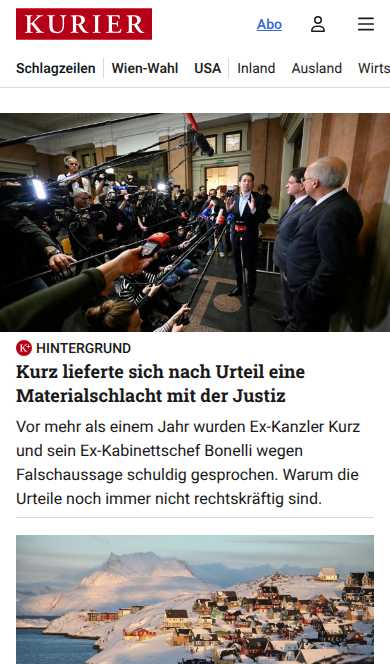 KURIER
Abo
Schlagzeilen Wien-Wahl USA Inland Ausland Wirts
K+ HINTERGRUND
Kurz lieferte sich nach Urteil eine
Materialschlacht mit der Justiz
Vor mehr als einem Jahr wurden Ex-Kanzler Kurz
und sein Ex-Kabinettschef Bonelli wegen
Falschaussage schuldig gesprochen. Warum die
Urteile noch immer nicht rechtskräftig sind.